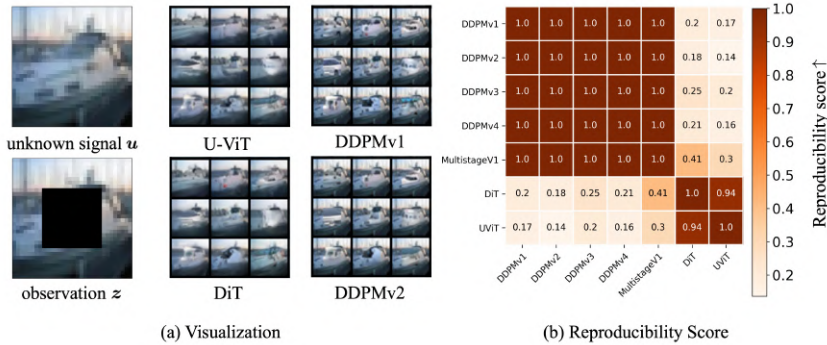 unknown signal u
U-ViT
DDPMv1
observation z
DiT
DDPMv2
(a) Visualization
DDPMv1 1.0 1.0 1.0 1.0 1.0 0.2 0.17
DDPMv2 1.0 1.0 1.0 1.0 1.0 0.18 0.14
DDPMv3 1.0 1.0 1.0 1.0 1.0 0.25 0.2
DDPMv4 1.0 1.0 1.0 1.0 1.0 0.21 0.16
MultistageV1 1.0 1.0 1.0 1.0 1.0 0.41 0.3
DiT 0.2 0.18 0.25 0.21 0.41 1.0 0.94
UViT 0.17 0.14 0.2 0.16 0.3 0.94 1.0
DDPMv1 DDPMv2 DDPMv3 DDPMv4 MultistageV1 DiT UViT
1.0
0.9
0.8
0.7
0.6
0.5
0.4
0.3
0.2
Reproducibility score↑
(b) Reproducibility Score